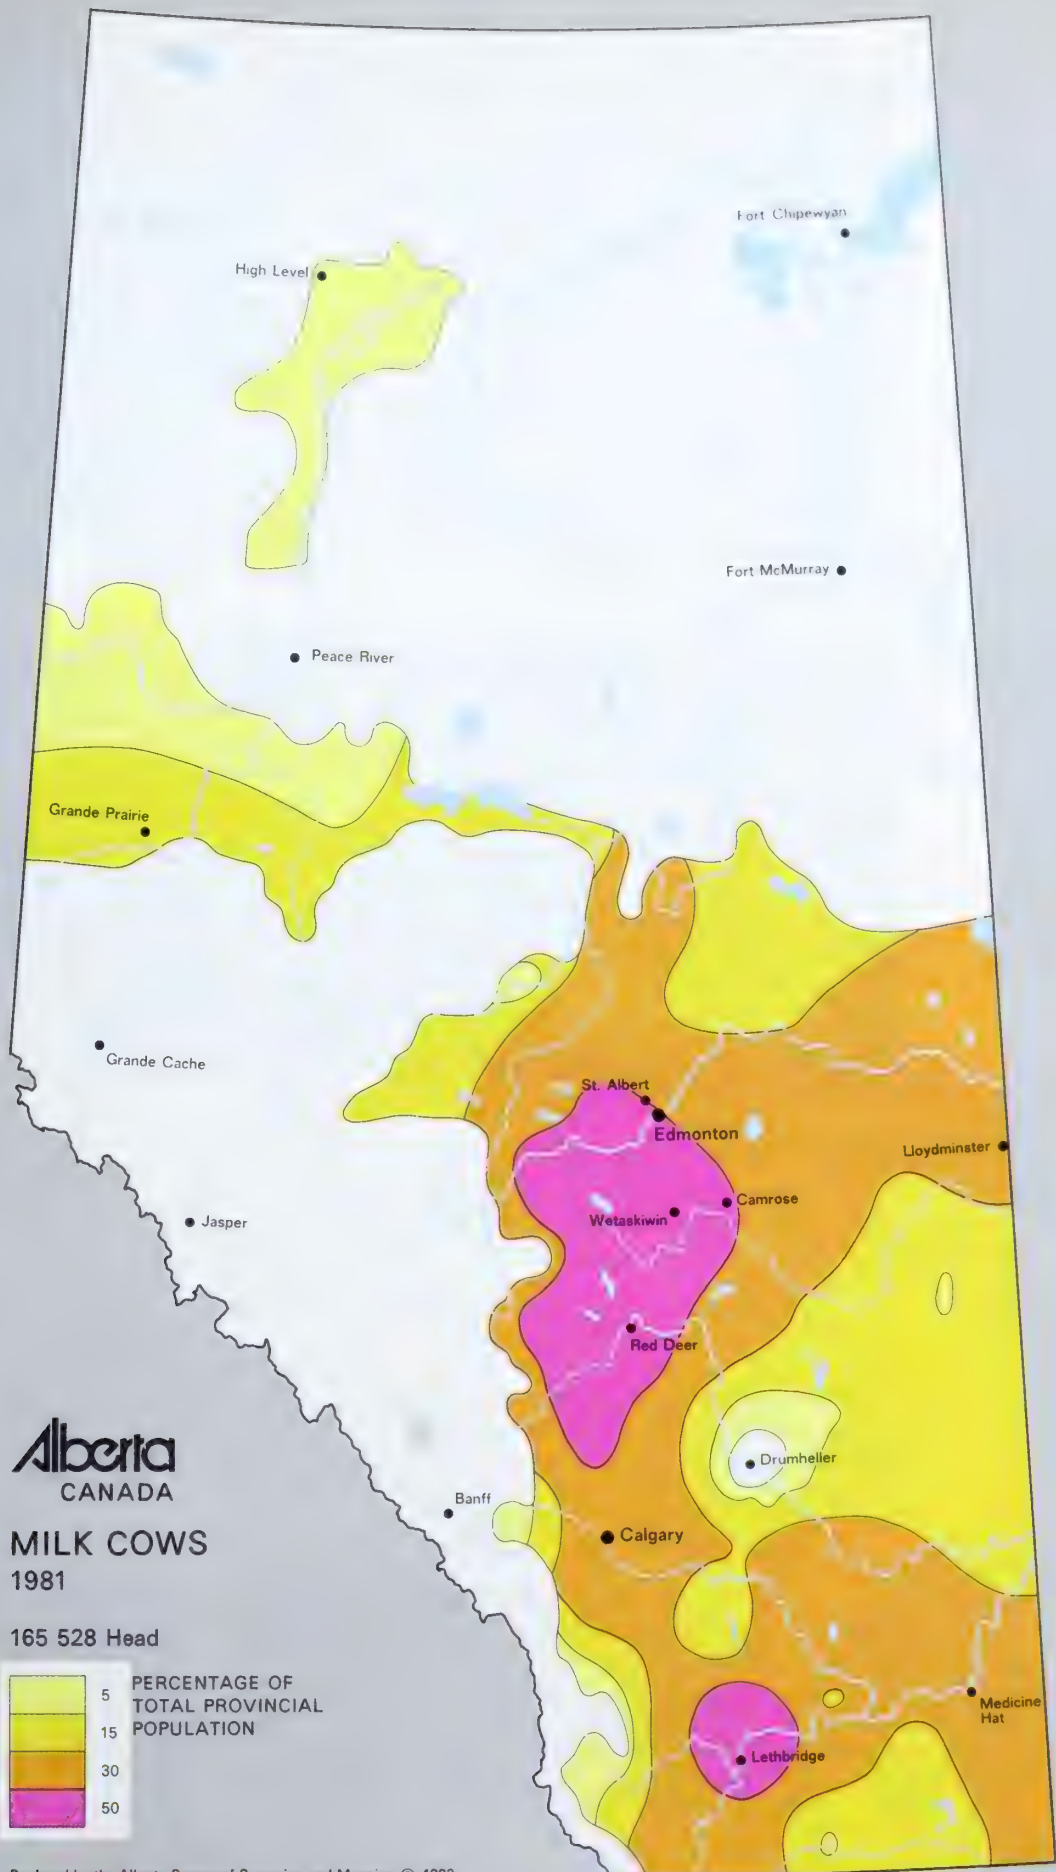 Fort Chipewyan
High Level
Fort McMurray
Peace River
Grande Prairie
Grande Cache
St. Albert
Edmonton
Lloydminster
Camrose
Wetaskiwin
Jasper
Red Deer
Drumheller
Banff
Calgary
Medicine
Hat
Lethbridge
Alberta
CANADA
MILK COWS
1981
165 528 Head
PERCENTAGE OF
TOTAL PROVINCIAL
POPULATION
5
15
30
50